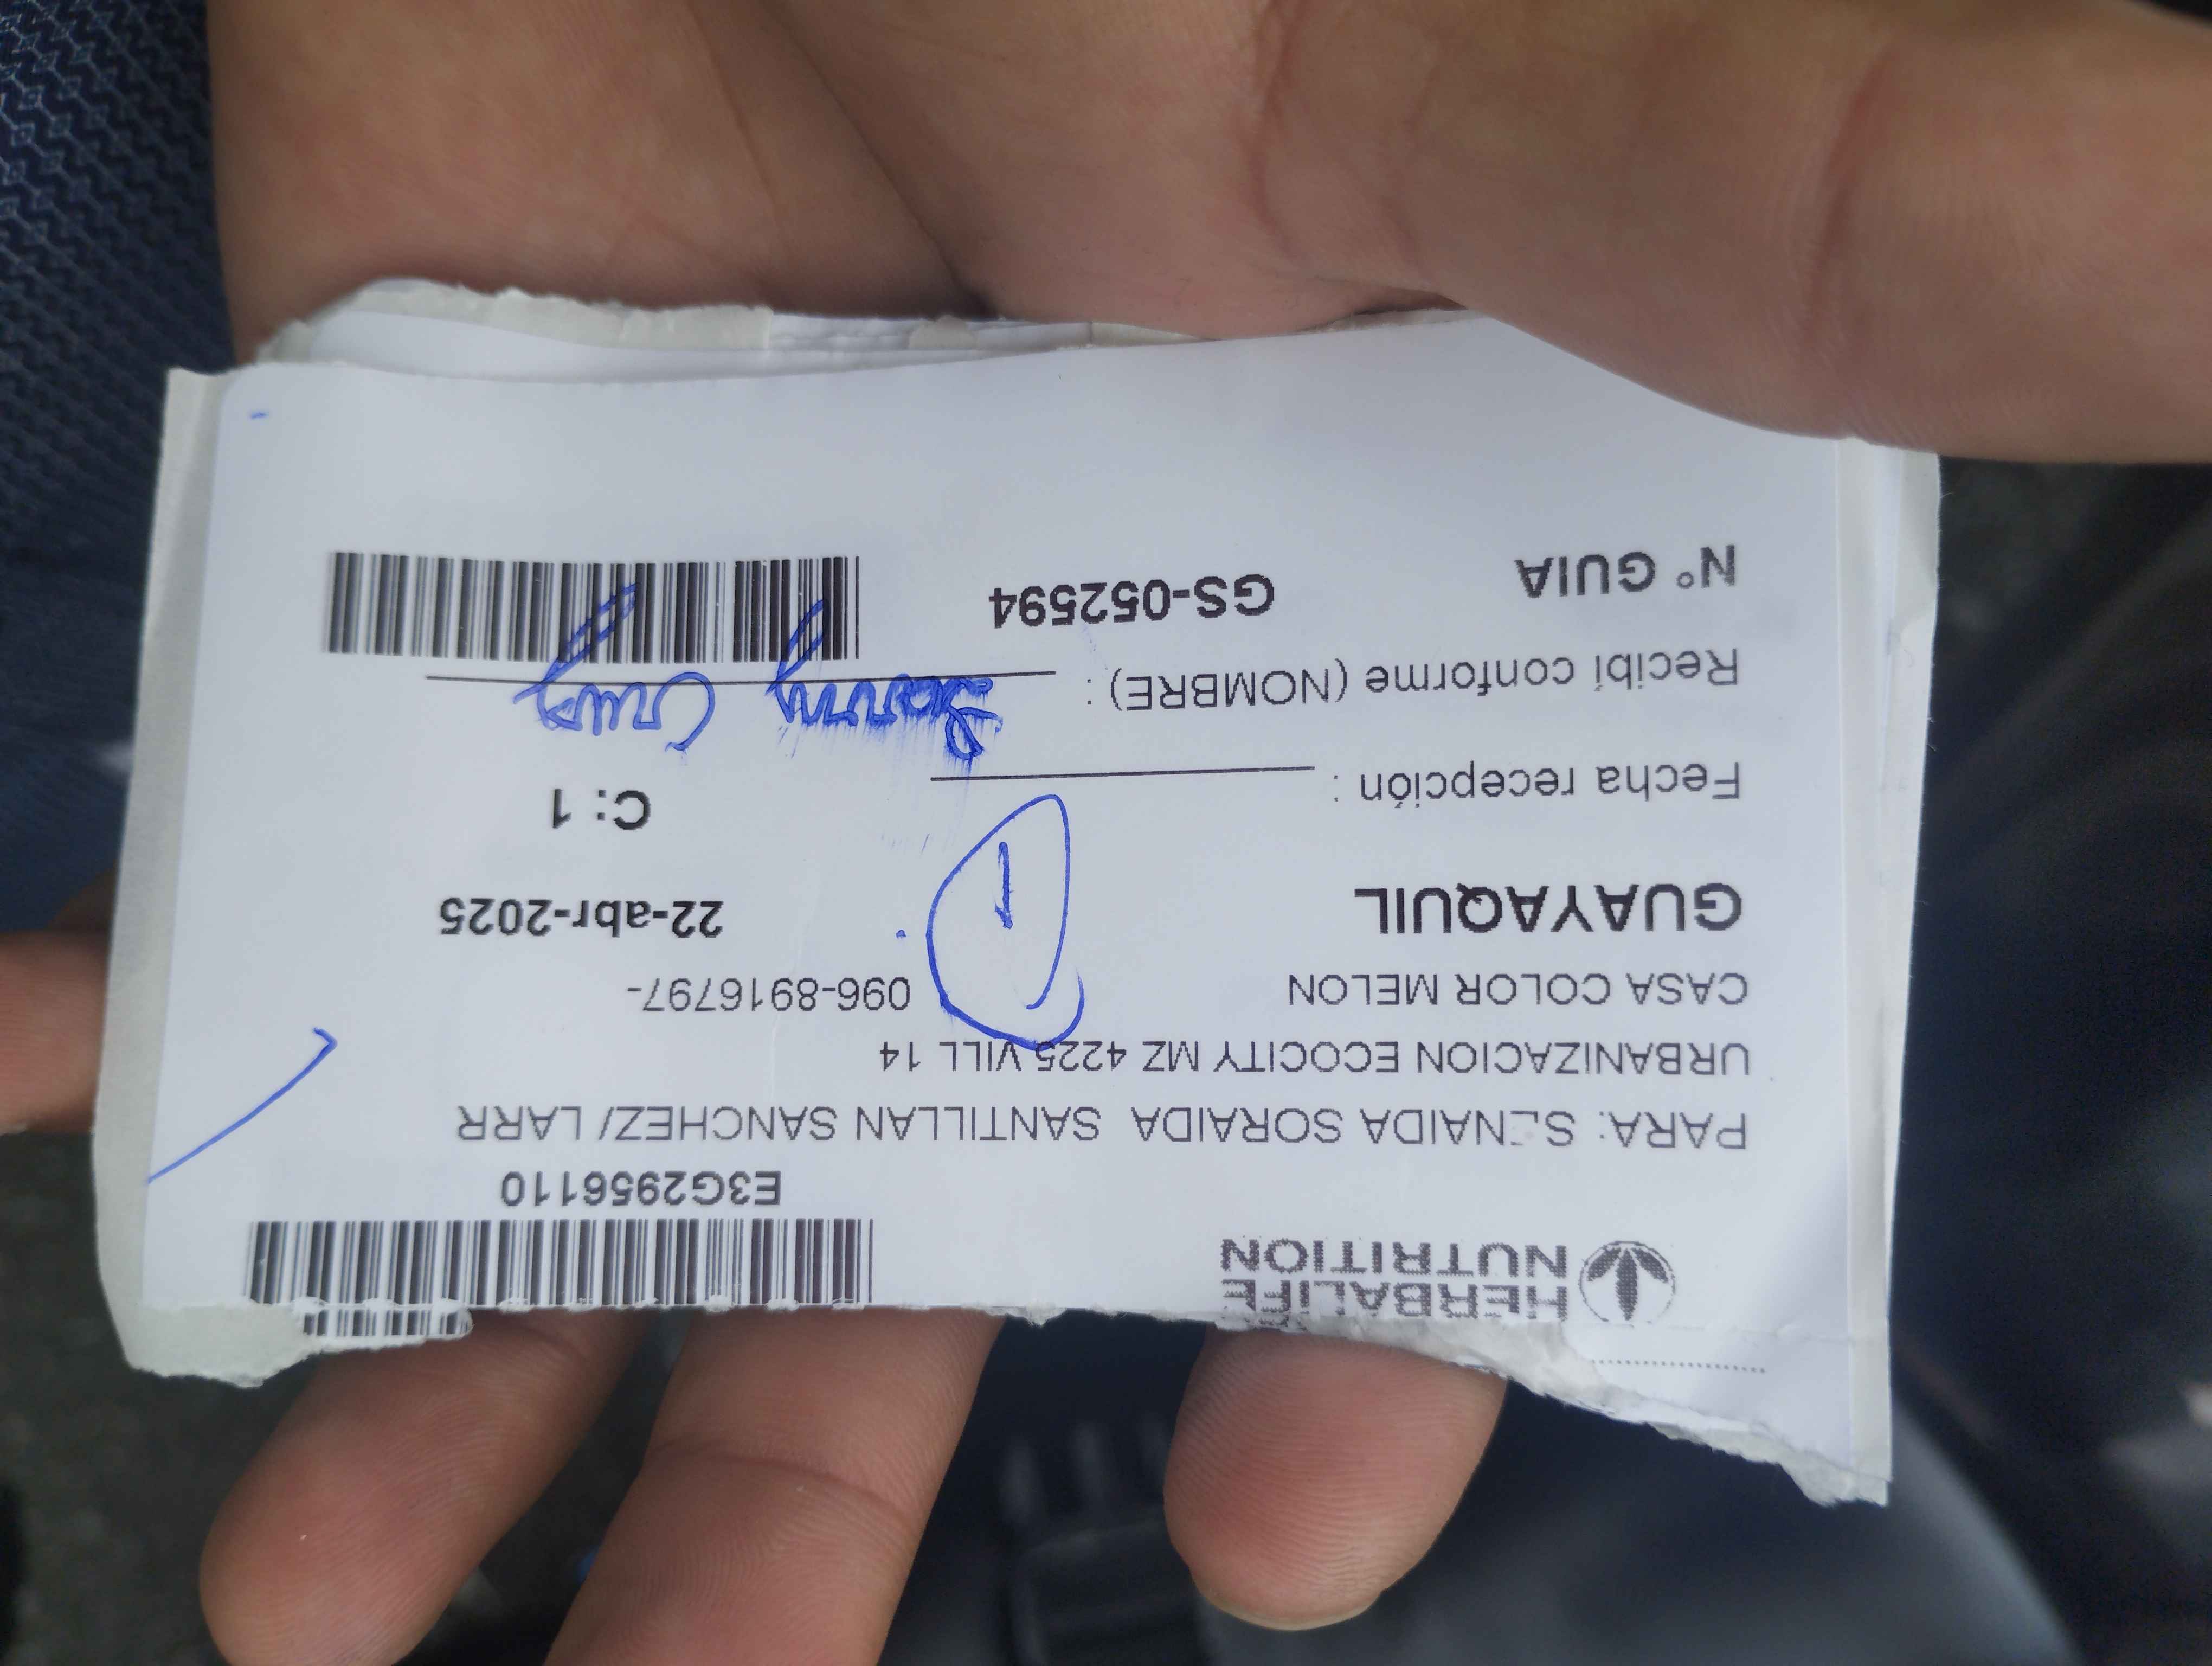 HERBALIFE
NUTRITION
E3G2956110
PARA: SORAIDA SANTILLAN SANCHEZ/ LARR
URBANIZACION ECOCITY MZ 4225 VILL 14
CASA COLOR MELON 096-8916797-
GUAYAQUIL 22-abr-2025
1
C: 1
Fecha recepción :
Recibí conforme (NOMBRE) :
N° GUIA GS-052594